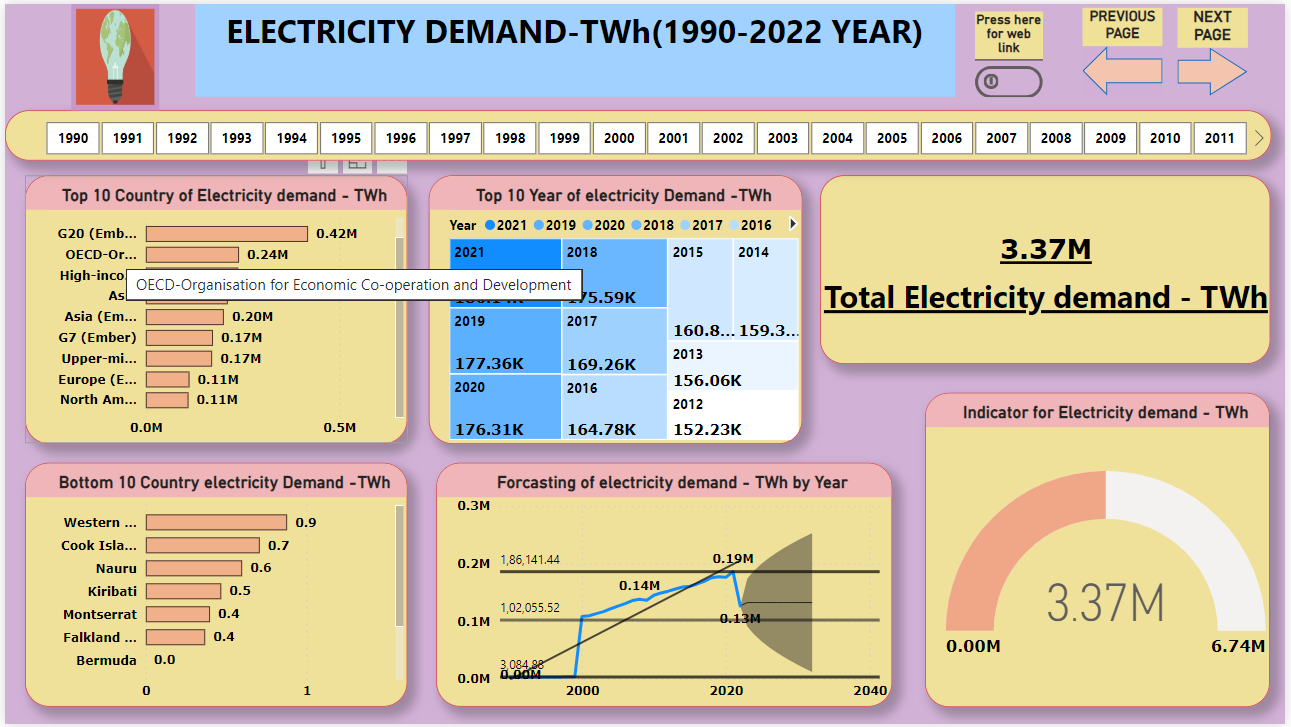 ELECTRICITY DEMAND-TWh(1990-2022 YEAR)
Press here
for web
link
PREVIOUS
PAGE
NEXT
PAGE
1990 1991 1992 1993 1994 1995 1996 1997 1998 1999 2000 2001 2002 2003 2004 2005 2006 2007 2008 2009 2010 2011
Top 10 Country of Electricity demand - TWh
G20 (Emb... 0.42M
OECD-Or... 0.24M
High-inco
As
OECD-Organisation for Economic Co-operation and Development
Asia (Em... 0.20M
G7 (Ember) 0.17M
Upper-mi... 0.17M
Europe (E... 0.11M
North Am... 0.11M
0.0M 0.5M
Top 10 Year of electricity Demand -TWh
Year 2021 2019 2020 2018 2017 2016
2021
2018
175.59K
2015
160.8...
2014
159.3...
2019
177.36K
2017
169.26K
2013
156.06K
2020
176.31K
2016
164.78K
2012
152.23K
3.37M
Total Electricity demand - TWh
Bottom 10 Country electricity Demand -TWh
Western ... 0.9
Cook Isla... 0.7
Nauru 0.6
Kiribati 0.5
Montserrat 0.4
Falkland ... 0.4
Bermuda 0.0
0 1
Forcasting of electricity demand - TWh by Year
0.3M
0.2M
0.1M
0.0M
1,86,141.44
1,02,055.52
3,084.88
0.00M
0.14M
0.19M
0.13M
2000 2020 2040
Indicator for Electricity demand - TWh
3.37M
0.00M 6.74M